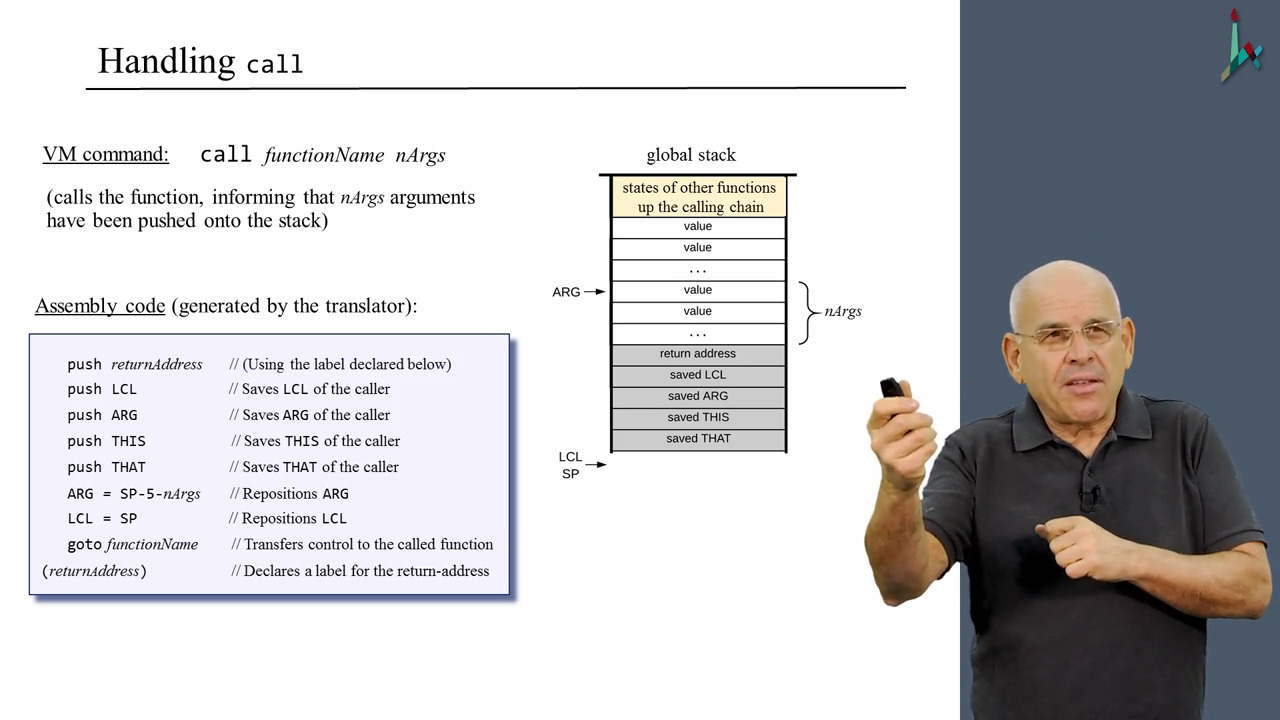 Handling call
VM command: call functionName nArgs
(calls the function, informing that nArgs arguments
have been pushed onto the stack)
Assembly code (generated by the translator):
push returnAddress // (Using the label declared below)
push LCL // Saves LCL of the caller
push ARG // Saves ARG of the caller
push THIS // Saves THIS of the caller
push THAT // Saves THAT of the caller
ARG = SP-5-nArgs // Repositions ARG
LCL = SP // Repositions LCL
goto functionName // Transfers control to the called function
(returnAddress) // Declares a label for the return-address
global stack
states of other functions
up the calling chain
value
value
...
ARG
value
value
...
nArgs
return address
saved LCL
saved ARG
saved THIS
saved THAT
LCL
SP